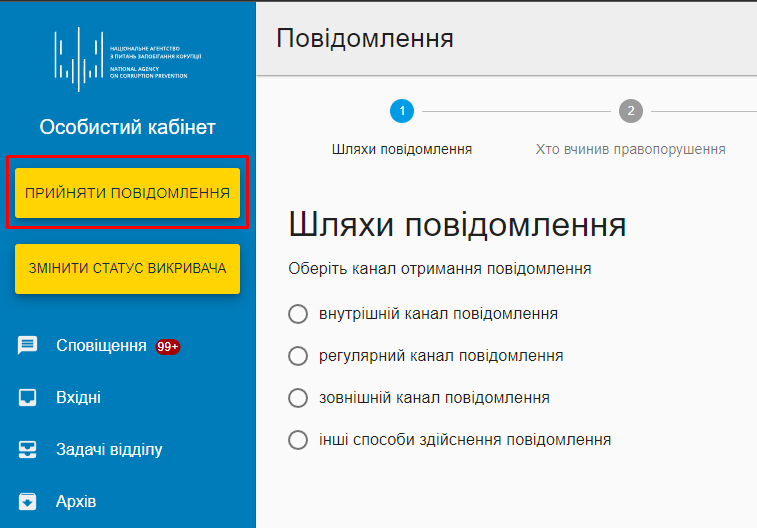 НАЦІОНАЛЬНЕ АГЕНТСТВО
З ПИТАНЬ ЗАПОБІГАННЯ КОРУПЦІЇ
NATIONAL AGENCY
ON CORRUPTION PREVENTION
Особистий кабінет
ПРИЙНЯТИ ПОВІДОМЛЕННЯ
ЗМІНИТИ СТАТУС ВИКРИВАЧА
Сповіщення 99+
Вхідні
Задачі відділу
Архів
Повідомлення
1
Шляхи повідомлення
2
Хто вчинив правопорушення
Шляхи повідомлення
Оберіть канал отримання повідомлення
внутрішній канал повідомлення
регулярний канал повідомлення
зовнішній канал повідомлення
інші способи здійснення повідомлення